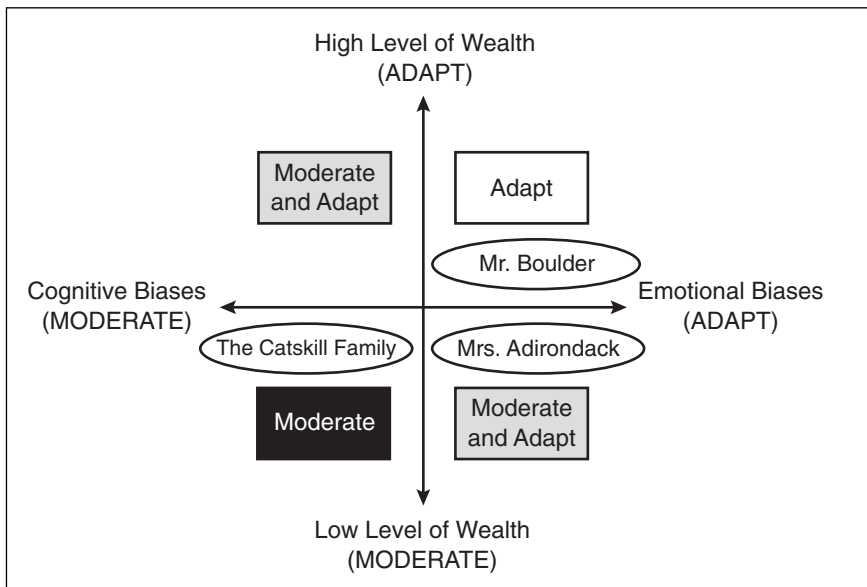 High Level of Wealth
(ADAPT)
Moderate
and Adapt
Adapt
Mr. Boulder
Cognitive Biases
(MODERATE)
Emotional Biases
(ADAPT)
The Catskill Family
Mrs. Adirondack
Moderate
Moderate
and Adapt
Low Level of Wealth
(MODERATE)